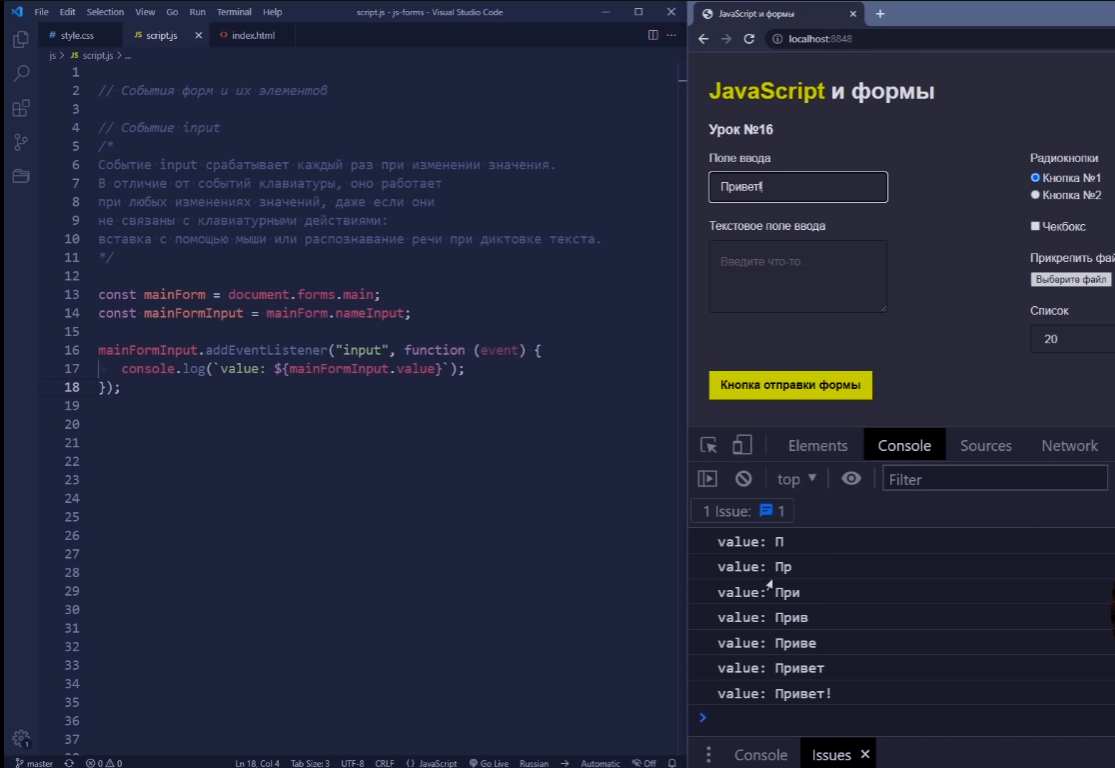 File Edit Selection View Go Run Terminal Help script.js - js-forms - Visual Studio Code
# style.css JS script.js × <> index.html
js > JS script.js > ...
1
2 // События форм и их элементов
3
4 // Событие input
5 /*
6 Событие input срабатывает каждый раз при изменении значения.
7 В отличие от событий клавиатуры, оно работает
8 при любых изменениях значений, даже если они
9 не связаны с клавиатурными действиями:
10 вставка с помощью мыши или распознавание речи при диктовке текста.
11 */
12
13 const mainForm = document.forms.main;
14 const mainFormInput = mainForm.nameInput;
15
16 mainFormInput.addEventListener("input", function (event) {
17 console.log(`value: ${mainFormInput.value}`);
18 });
19
20
21
22
23
24
25
26
27
28
29
30
31
32
33
34
35
36
37
master 0 0 Ln 18, Col 4 Tab Size: 3 UTF-8 CRLF {} JavaScript Go Live Russian → Automatic Off
JavaScript и формы × +
localhost:8848
JavaScript и формы
Урок №16
Поле ввода
Привет!
Текстовое поле ввода
Введите что-то...
Кнопка отправки формы
Радиокнопки
Кнопка №1
Кнопка №2
Чекбокс
Прикрепить фай
Выберите файл
Список
20
Elements Console Sources Network
top ▼ Filter
1 Issue: 1
value: П
value: Пр
value: При
value: Прив
value: Приве
value: Привет
value: Привет!
>
Console Issues ×